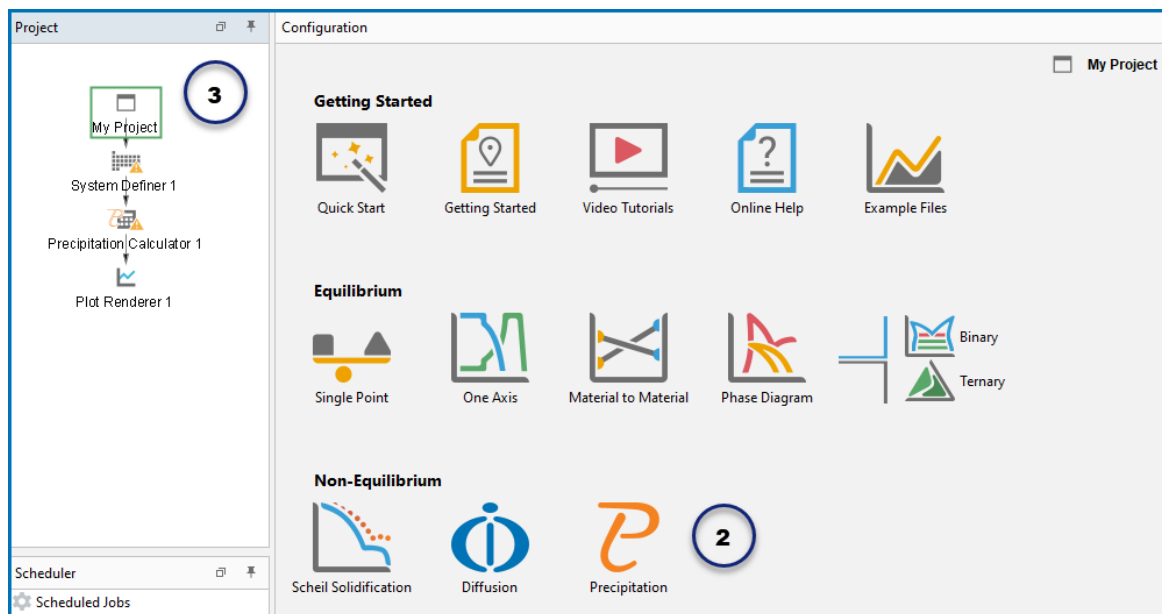 Project
3
My Project
System Definer 1
Precipitation Calculator 1
Plot Renderer 1
Scheduler
Scheduled Jobs
Configuration
My Project
Getting Started
Quick Start
Getting Started
Video Tutorials
Online Help
Example Files
Equilibrium
Single Point
One Axis
Material to Material
Phase Diagram
Binary
Ternary
Non-Equilibrium
Scheil Solidification
Diffusion
Precipitation
2